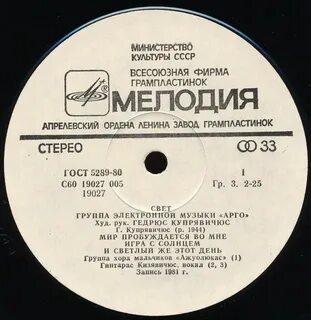 МИНИСТЕРСТВО
КУЛЬТУРЫ СССР
ВСЕСОЮЗНАЯ ФИРМА
ГРАМПЛАСТИНОК
МЕЛОДИЯ
АПРЕЛЕВСКИЙ ОРДЕНА ЛЕНИНА ЗАВОД ГРАМПЛАСТИНОК
СТЕРЕО 33
ГОСТ 5289-80 1
С60 19027 005 Гр. 3. 2-25
19027
СВЕТ
ГРУППА ЭЛЕКТРОННОЙ МУЗЫКИ «АРГО»
Худ. рук. ГЕДРЮС КУПРЯВИЧЮС
Г. Купрявичюс (р. 1944)
МИР ПРОБУЖДАЕТСЯ ВО МНЕ
ИГРА С СОЛНЦЕМ
И СВЕТЛЫЙ ЖЕ ЭТОТ ДЕНЬ
Группа хора мальчиков «Ажуолюкас» (1)
Гинтарас Кизявичюс, вокал (2, 3)
Запись 1981 г.